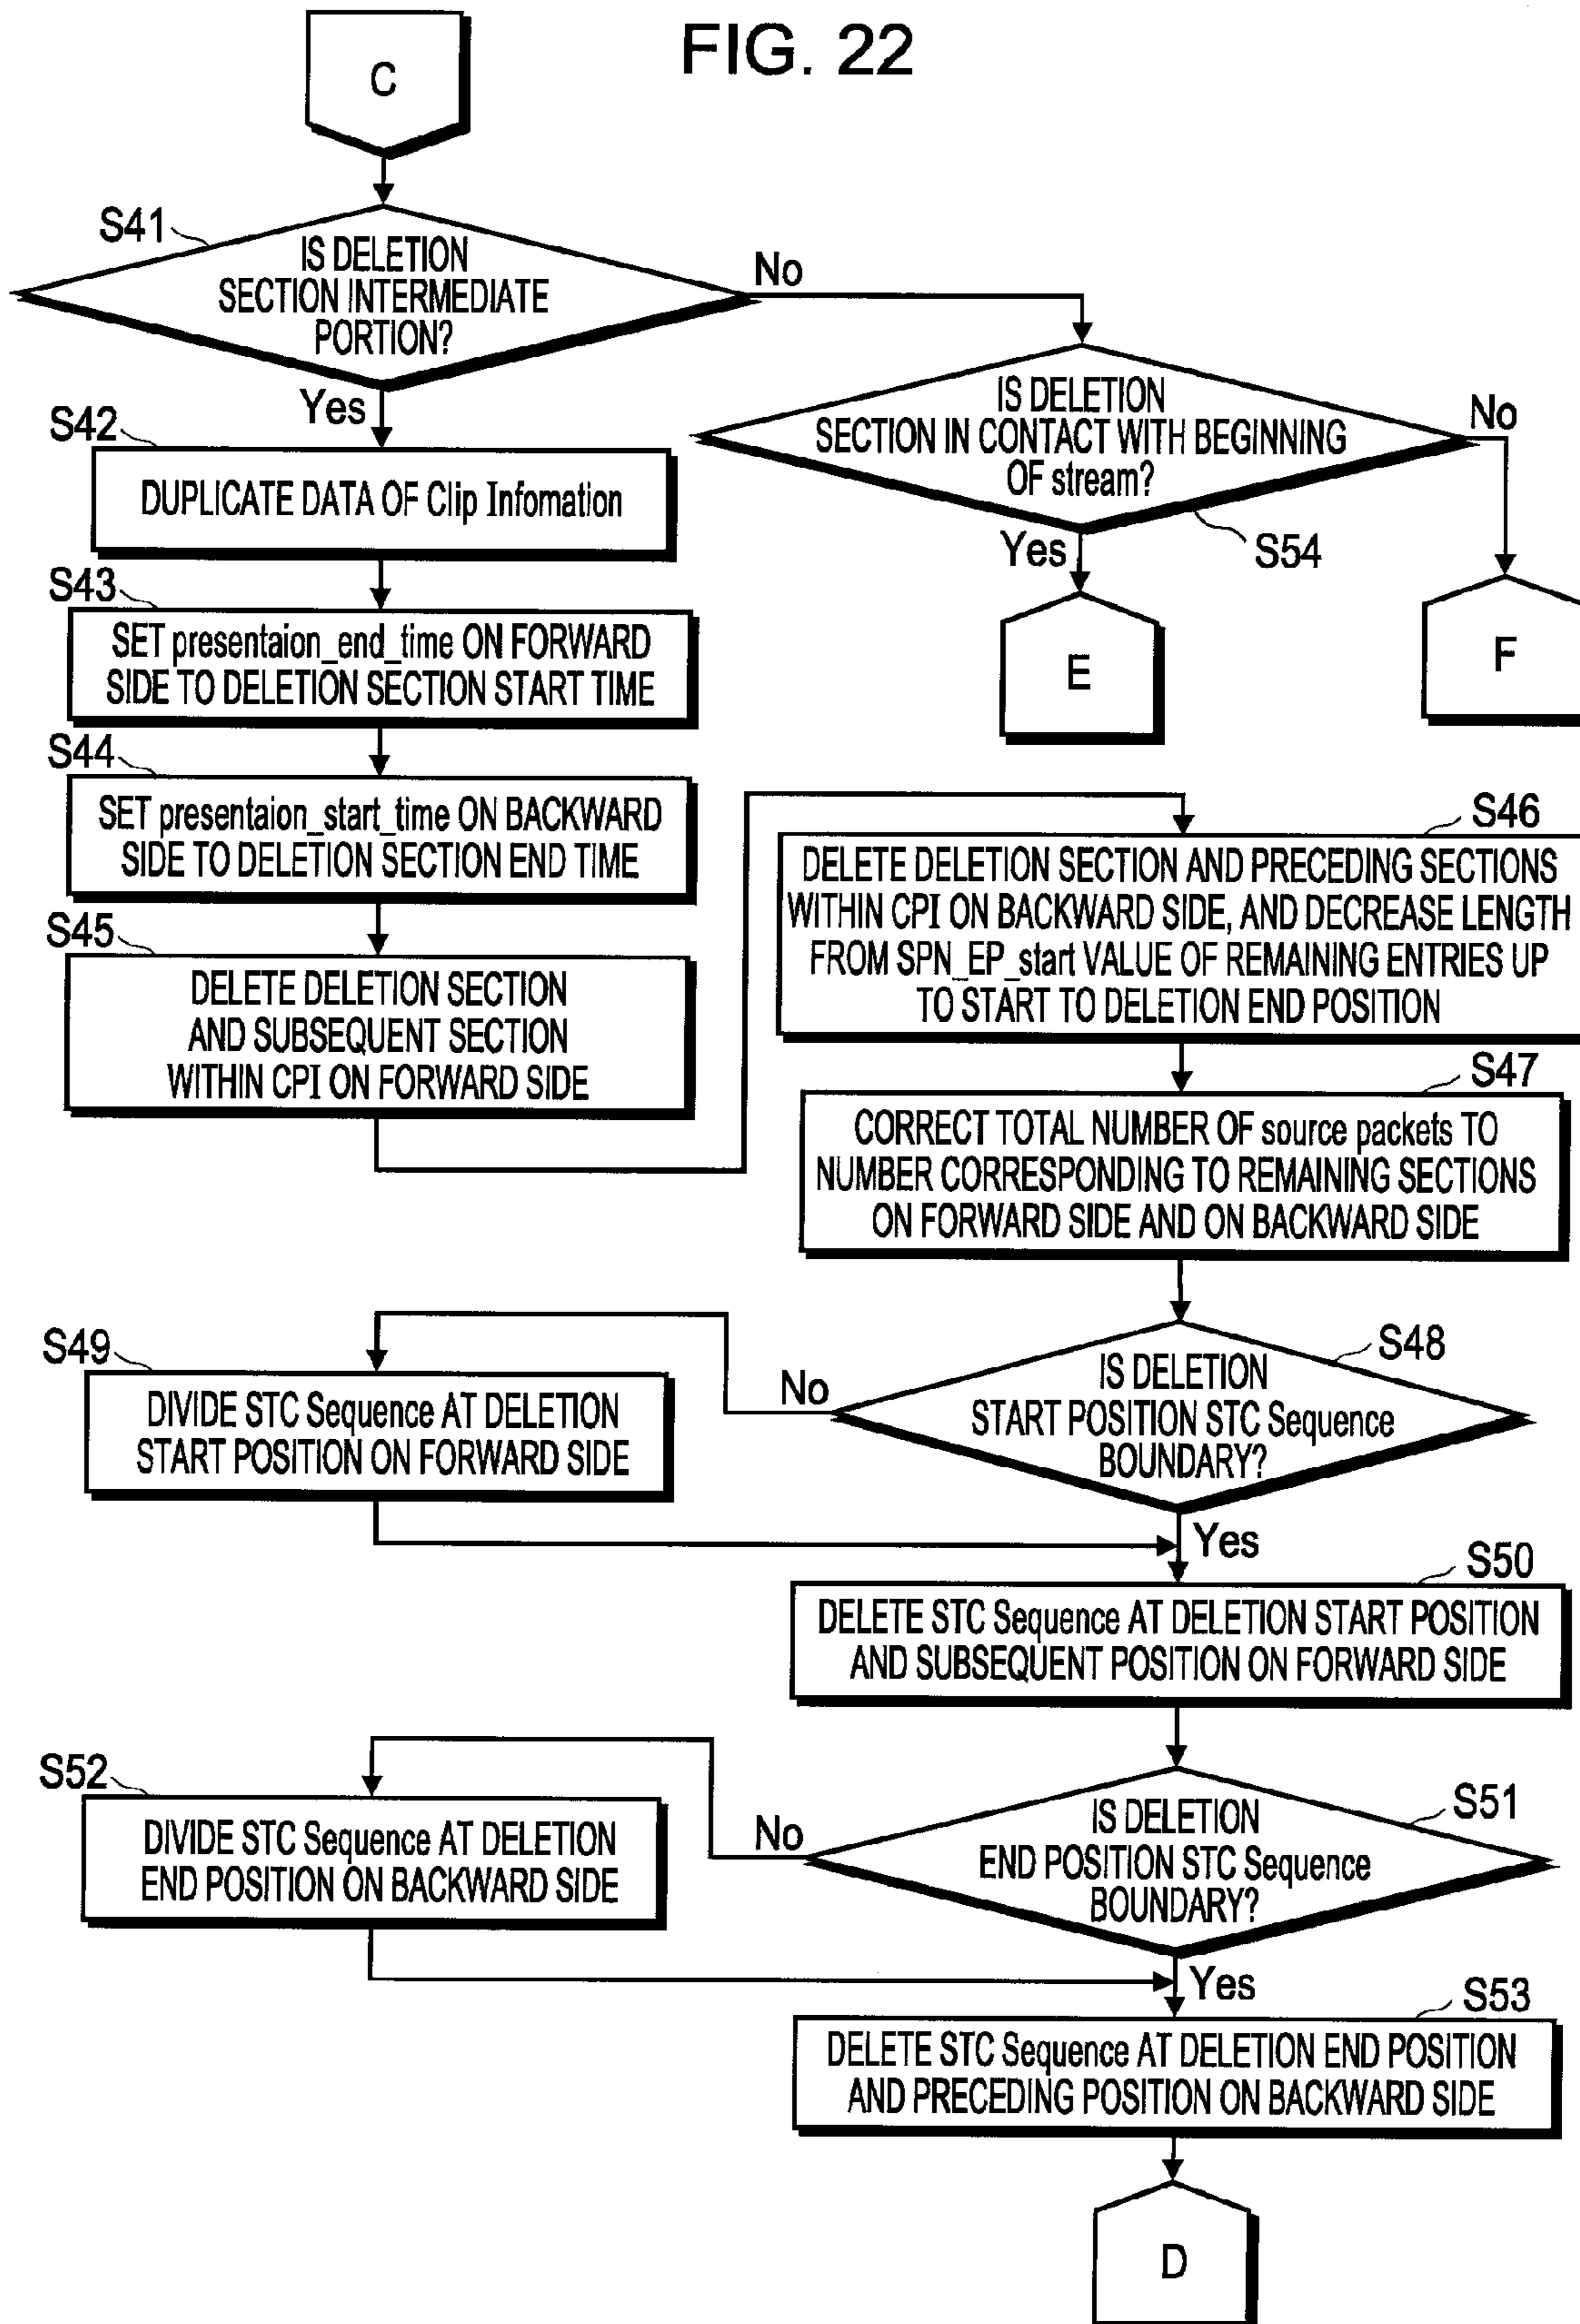 FIG. 22
C
S41
IS DELETION
SECTION INTERMEDIATE
PORTION?
No
Yes
IS DELETION
SECTION IN CONTACT WITH BEGINNING
OF stream?
No
Yes
S54
E
F
S42
DUPLICATE DATA OF Clip Infomation
S43
SET presentaion_end_time ON FORWARD
SIDE TO DELETION SECTION START TIME
S44
SET presentaion_start_time ON BACKWARD
SIDE TO DELETION SECTION END TIME
S45
DELETE DELETION SECTION
AND SUBSEQUENT SECTION
WITHIN CPI ON FORWARD SIDE
S46
DELETE DELETION SECTION AND PRECEDING SECTIONS
WITHIN CPI ON BACKWARD SIDE, AND DECREASE LENGTH
FROM SPN_EP_start VALUE OF REMAINING ENTRIES UP
TO START TO DELETION END POSITION
S47
CORRECT TOTAL NUMBER OF source packets TO
NUMBER CORRESPONDING TO REMAINING SECTIONS
ON FORWARD SIDE AND ON BACKWARD SIDE
S48
IS DELETION
START POSITION STC Sequence
BOUNDARY?
No
Yes
S49
DIVIDE STC Sequence AT DELETION
START POSITION ON FORWARD SIDE
S50
DELETE STC Sequence AT DELETION START POSITION
AND SUBSEQUENT POSITION ON FORWARD SIDE
S51
IS DELETION
END POSITION STC Sequence
BOUNDARY?
No
Yes
S52
DIVIDE STC Sequence AT DELETION
END POSITION ON BACKWARD SIDE
S53
DELETE STC Sequence AT DELETION END POSITION
AND PRECEDING POSITION ON BACKWARD SIDE
D